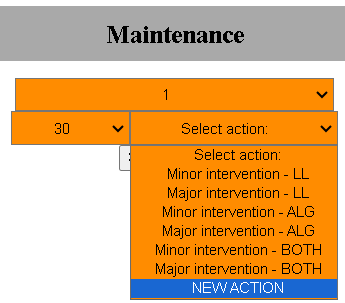 Maintenance
1
30 Select action:
Select action:
Minor intervention - LL
Major intervention - LL
Minor intervention - ALG
Major intervention - ALG
Minor intervention - BOTH
Major intervention - BOTH
NEW ACTION